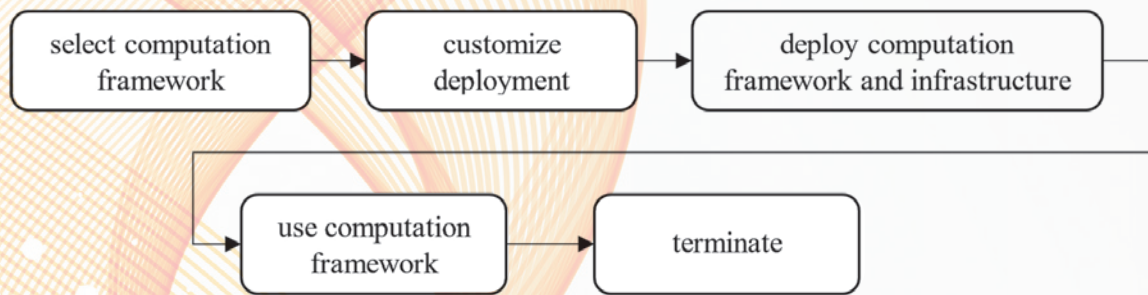 select computation
framework
customize
deployment
deploy computation
framework and infrastructure
use computation
framework
terminate